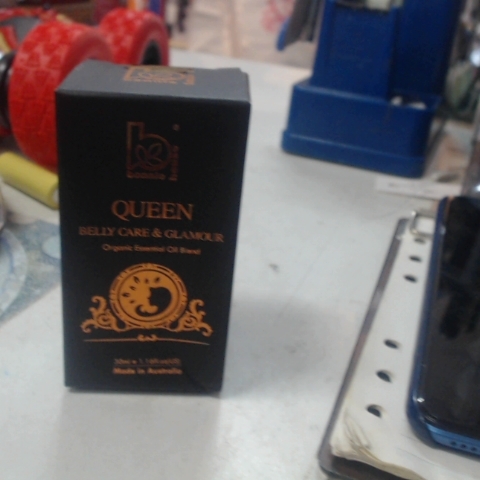 QUEEN
BELLY CARE & GLAMOUR
Organic Essential Oil Blend
Made in Australia